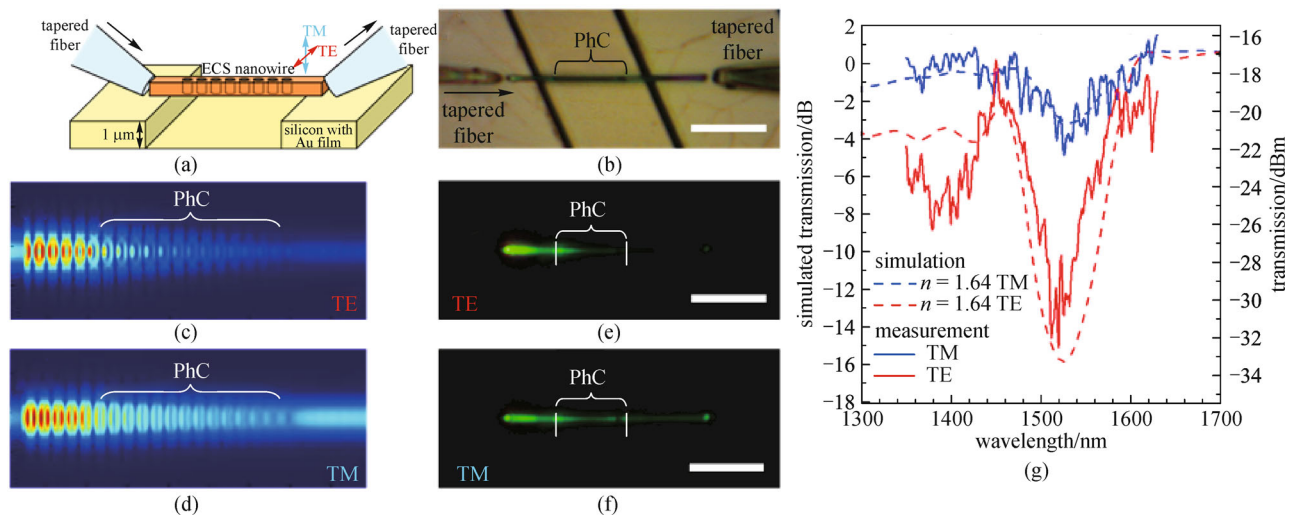 tapered
fiber
TM
TE
ECS nanowire
tapered
fiber
1 μm
silicon with
Au film
(a)
PhC
tapered
fiber
tapered
fiber
(b)
PhC
TE
(c)
PhC
TM
(d)
PhC
TE
(e)
PhC
TM
(f)
simulated transmission/dB
2
0
−2
−4
−6
−8
−10
−12
−14
−16
−18
simulation
n = 1.64 TM
n = 1.64 TE
measurement
TM
TE
1300
1400
1500
1600
1700
wavelength/nm
−16
−18
−20
−22
−24
−26
−28
−30
−32
−34
transmission/dBm
(g)